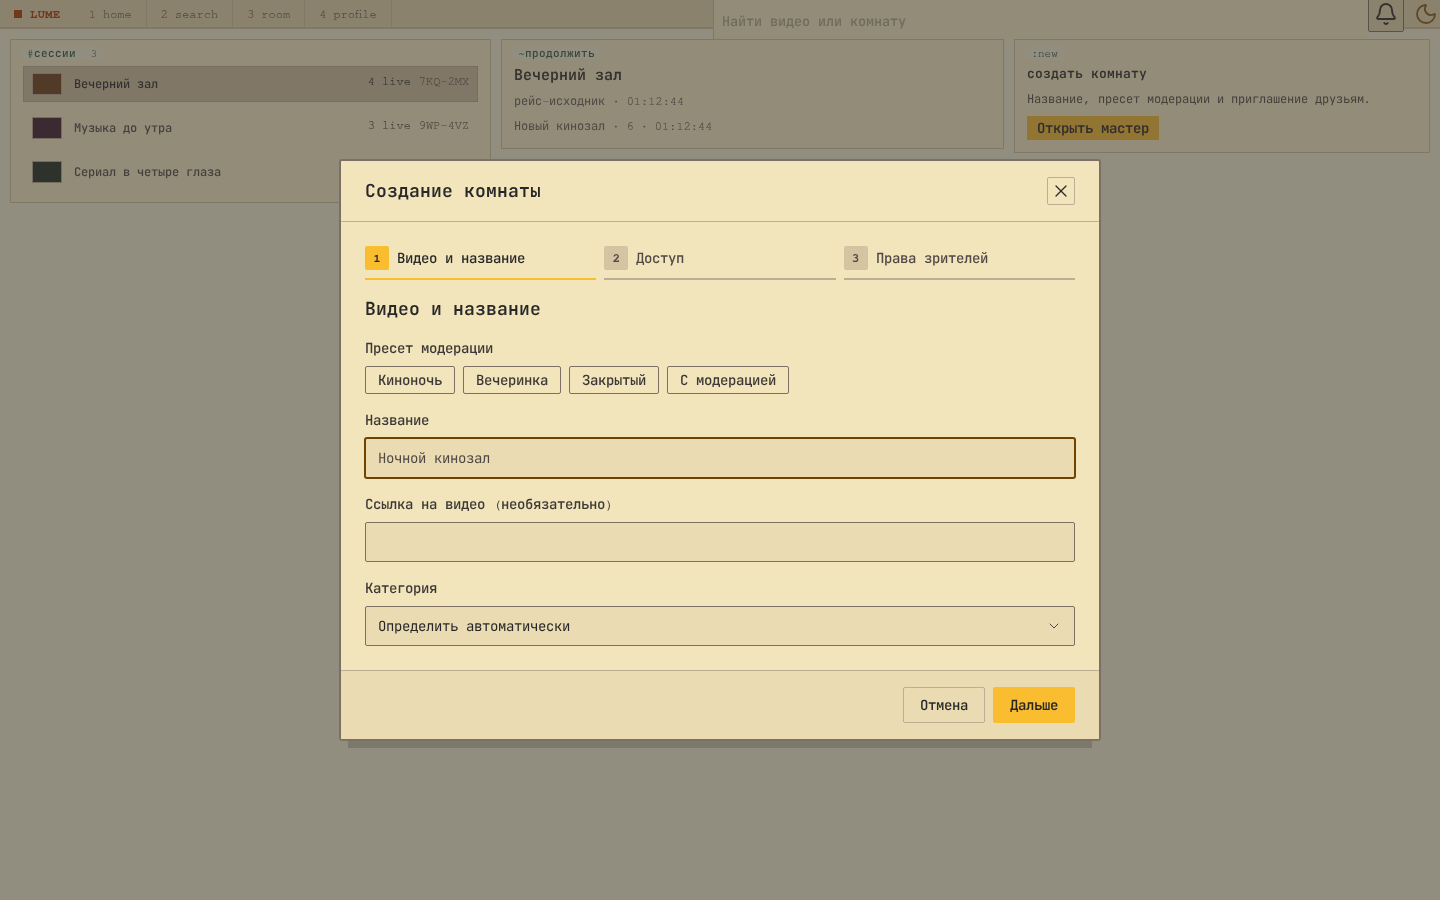 LUME 1 home 2 search 3 room 4 profile
Найти видео или комнату
#сессии 3
Вечерний зал 4 live 7KQ-2MX
Музыка до утра 3 live 9WP-4VZ
Сериал в четыре глаза
~продолжить
Вечерний зал
рейс-исходник · 01:12:44
Новый кинозал · 6 · 01:12:44
:new
создать комнату
Название, пресет модерации и приглашение друзьям.
Открыть мастер
Создание комнаты
1 Видео и название
2 Доступ
3 Права зрителей
Видео и название
Пресет модерации
Киноночь Вечеринка Закрытый С модерацией
Название
Ночной кинозал
Ссылка на видео (необязательно)
Категория
Определить автоматически
Отмена Дальше